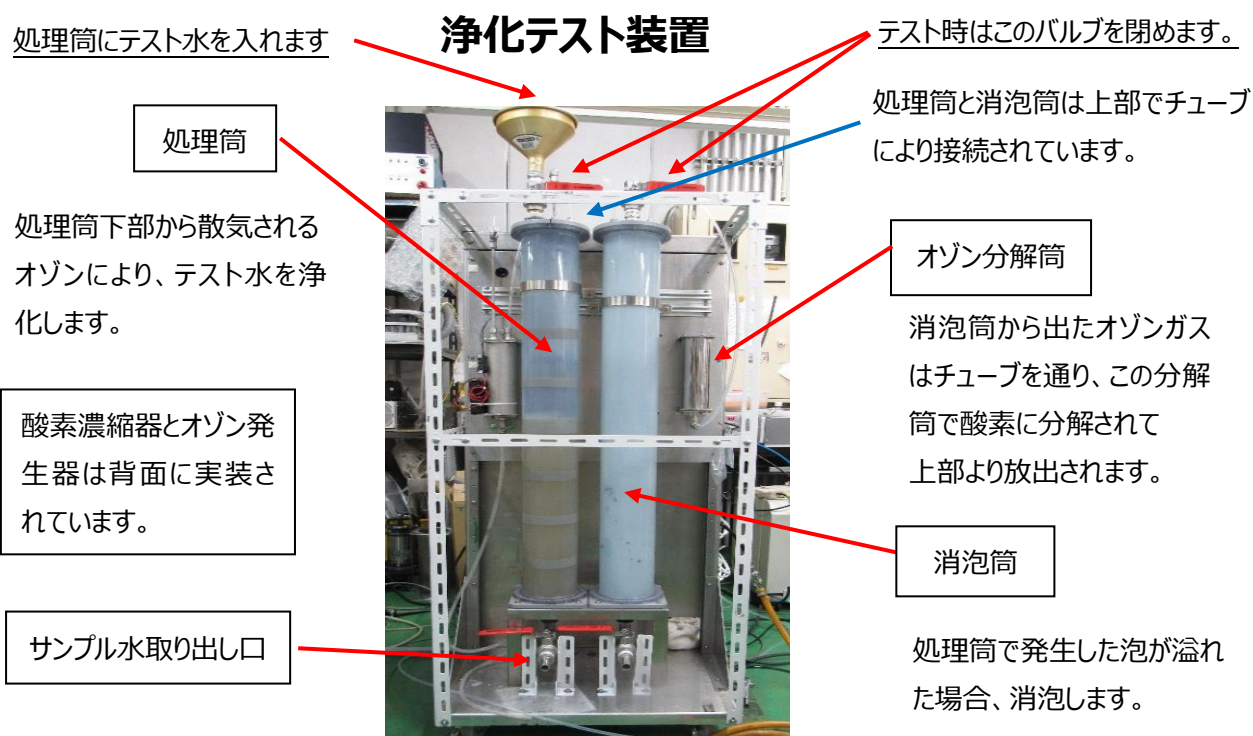 浄化テスト装置
処理筒にテスト水を入れます
処理筒
処理筒下部から散気される
オゾンにより、テスト水を浄
化します。
酸素濃縮器とオゾン発
生器は背面に実装さ
れています。
サンプル水取り出し口
テスト時はこのバルブを閉めます。
処理筒と消泡筒は上部でチューブ
により接続されています。
オゾン分解筒
消泡筒から出たオゾンガス
はチューブを通り、この分解
筒で酸素に分解されて
上部より放出されます。
消泡筒
処理筒で発生した泡が溢れ
た場合、消泡します。